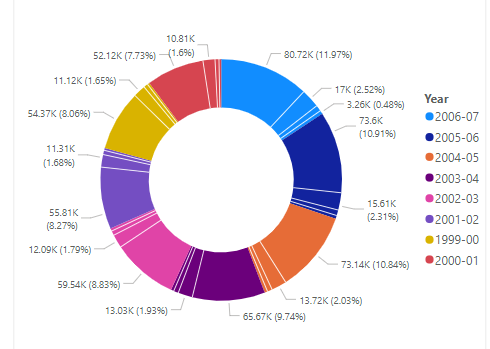 10.81K
(1.6%)
80.72K (11.97%)
52.12K (7.73%)
11.12K (1.65%)
17K (2.52%)
3.26K (0.48%)
54.37K (8.06%)
73.6K
(10.91%)
11.31K
(1.68%)
15.61K
(2.31%)
55.81K
(8.27%)
12.09K (1.79%)
73.14K (10.84%)
59.54K (8.83%)
13.72K (2.03%)
13.03K (1.93%)
65.67K (9.74%)
Year
2006-07
2005-06
2004-05
2003-04
2002-03
2001-02
1999-00
2000-01